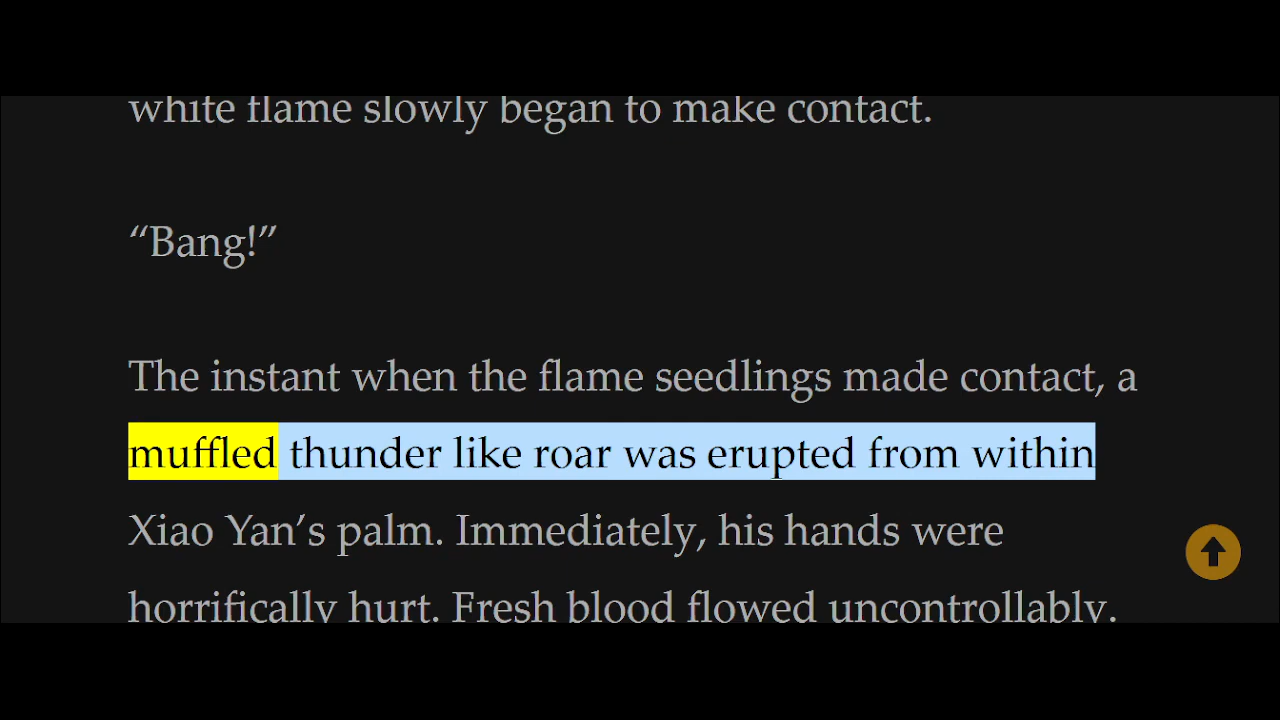 white flame slowly began to make contact.
“Bang!”
The instant when the flame seedlings made contact, a
muffled thunder like roar was erupted from within
Xiao Yan’s palm. Immediately, his hands were
horrifically hurt. Fresh blood flowed uncontrollably.